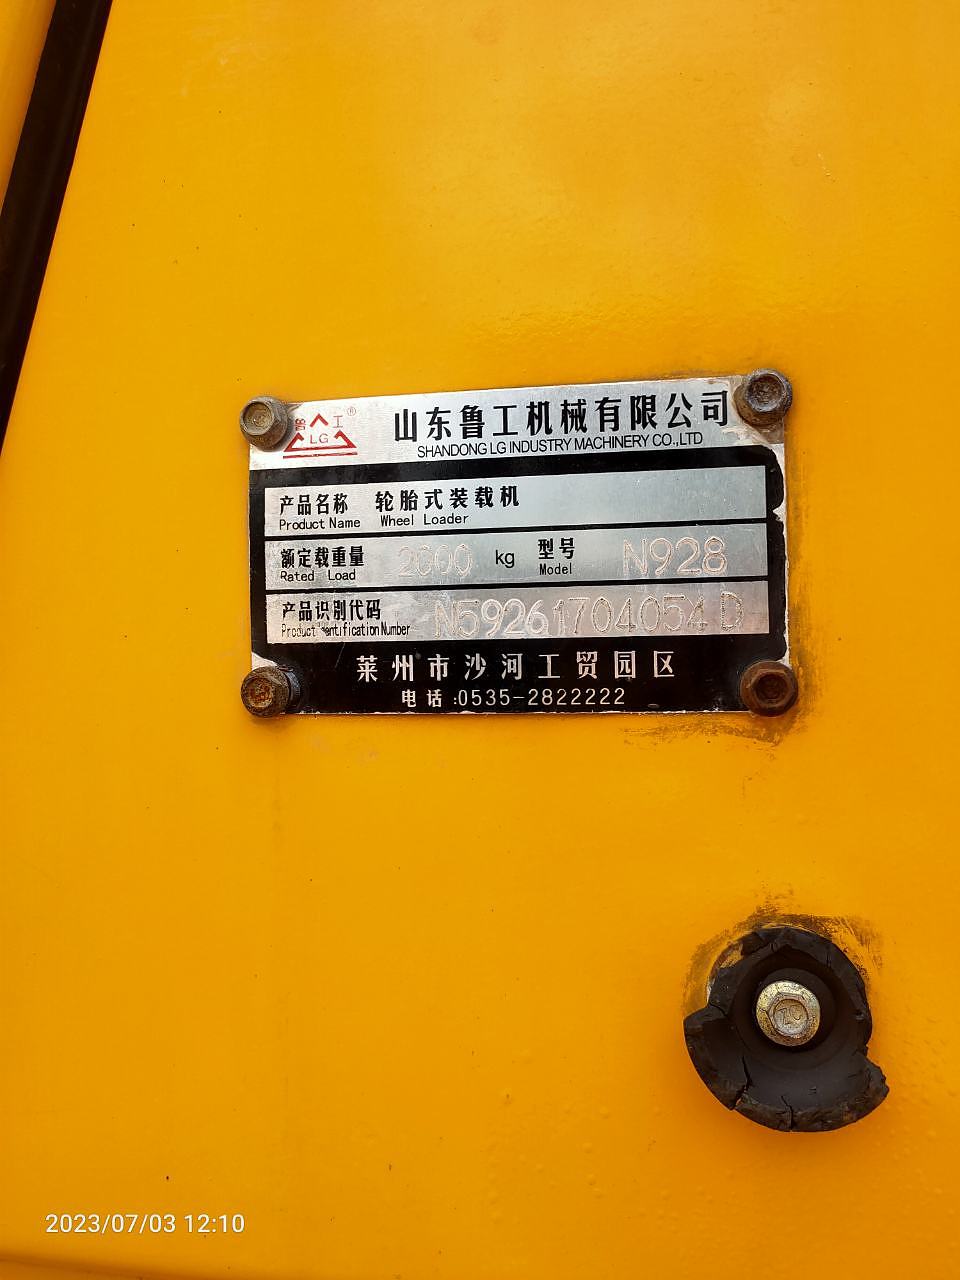 鲁 工 ®
LG
山东鲁工机械有限公司
SHANDONG LG INDUSTRY MACHINERY CO.,LTD
产品名称 轮胎式装载机
Product Name Wheel Loader
额定载重量 2000 kg 型号 N928
Rated Load Model
产品识别代码 N59261704054 D
Product Identification Number
莱州市沙河工贸园区
电话:0535-2822222
2023/07/03 12:10